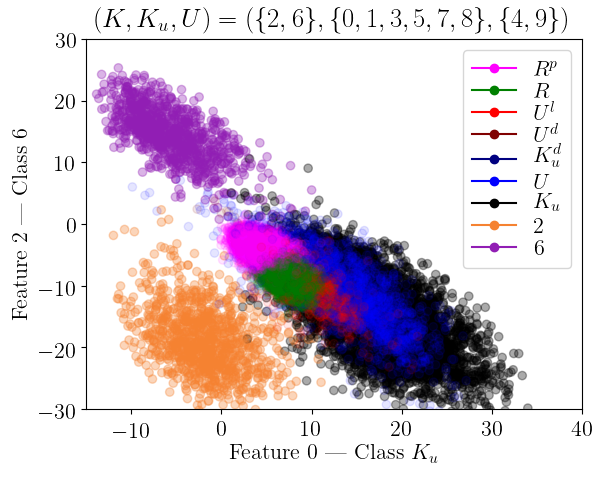 (K, K_u, U) = ({2, 6}, {0, 1, 3, 5, 7, 8}, {4, 9})
30
20
10
0
−10
−20
−30
Feature 2 — Class 6
R^p
R
U^l
U^d
K_u^d
U
K_u
2
6
−10 0 10 20 30 40
Feature 0 — Class K_u